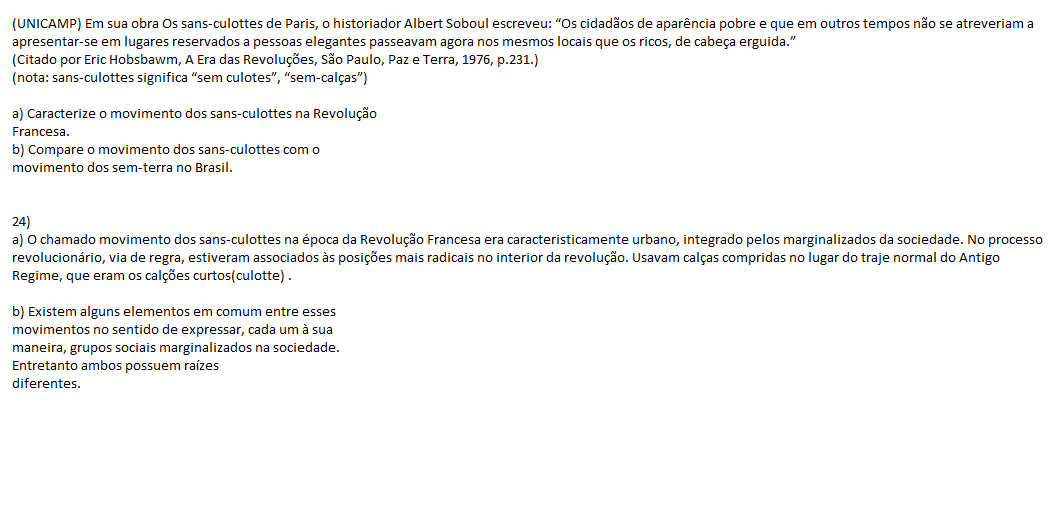 (UNICAMP) Em sua obra Os sans-culottes de Paris, o historiador Albert Soboul escreveu: “Os cidadãos de aparência pobre e que em outros tempos não se atreveriam a
apresentar-se em lugares reservados a pessoas elegantes passeavam agora nos mesmos locais que os ricos, de cabeça erguida.”
(Citado por Eric Hobsbawm, A Era das Revoluções, São Paulo, Paz e Terra, 1976, p.231.)
(nota: sans-culottes significa “sem culotes”, “sem-calças”)
a) Caracterize o movimento dos sans-culottes na Revolução
Francesa.
b) Compare o movimento dos sans-culottes com o
movimento dos sem-terra no Brasil.
24)
a) O chamado movimento dos sans-culottes na época da Revolução Francesa era caracteristicamente urbano, integrado pelos marginalizados da sociedade. No processo
revolucionário, via de regra, estiveram associados às posições mais radicais no interior da revolução. Usavam calças compridas no lugar do traje normal do Antigo
Regime, que eram os calções curtos(culotte) .
b) Existem alguns elementos em comum entre esses
movimentos no sentido de expressar, cada um à sua
maneira, grupos sociais marginalizados na sociedade.
Entretanto ambos possuem raízes
diferentes.